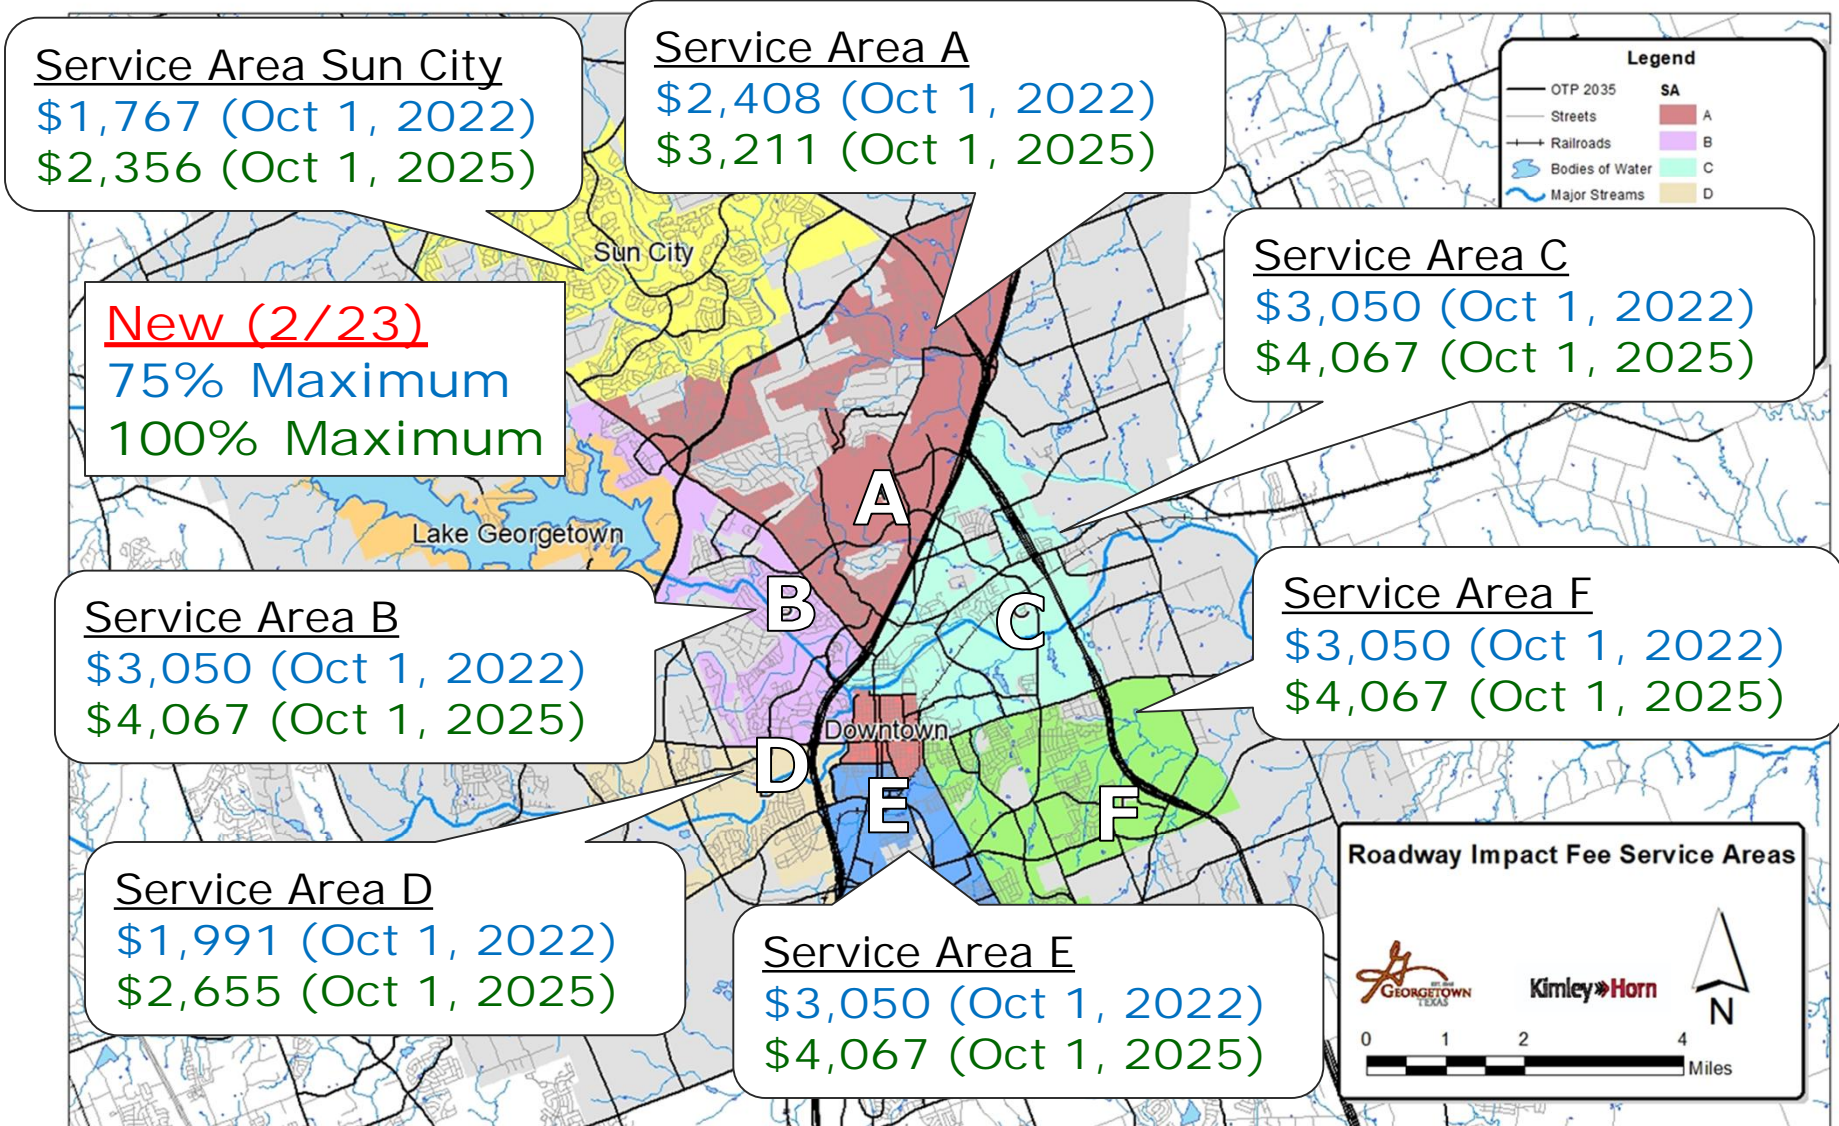 Service Area Sun City
$1,767 (Oct 1, 2022)
$2,356 (Oct 1, 2025)
Service Area A
$2,408 (Oct 1, 2022)
$3,211 (Oct 1, 2025)
Legend
OTP 2035 SA
Streets A
Railroads B
Bodies of Water C
Major Streams D
Service Area C
$3,050 (Oct 1, 2022)
$4,067 (Oct 1, 2025)
Sun City
New (2/23)
75% Maximum
100% Maximum
A
Lake Georgetown
B
C
Service Area B
$3,050 (Oct 1, 2022)
$4,067 (Oct 1, 2025)
Service Area F
$3,050 (Oct 1, 2022)
$4,067 (Oct 1, 2025)
Downtown
D
E
F
Service Area D
$1,991 (Oct 1, 2022)
$2,655 (Oct 1, 2025)
Service Area E
$3,050 (Oct 1, 2022)
$4,067 (Oct 1, 2025)
Roadway Impact Fee Service Areas
GEORGETOWN
TEXAS
Kimley»Horn
N
0 1 2 4
Miles